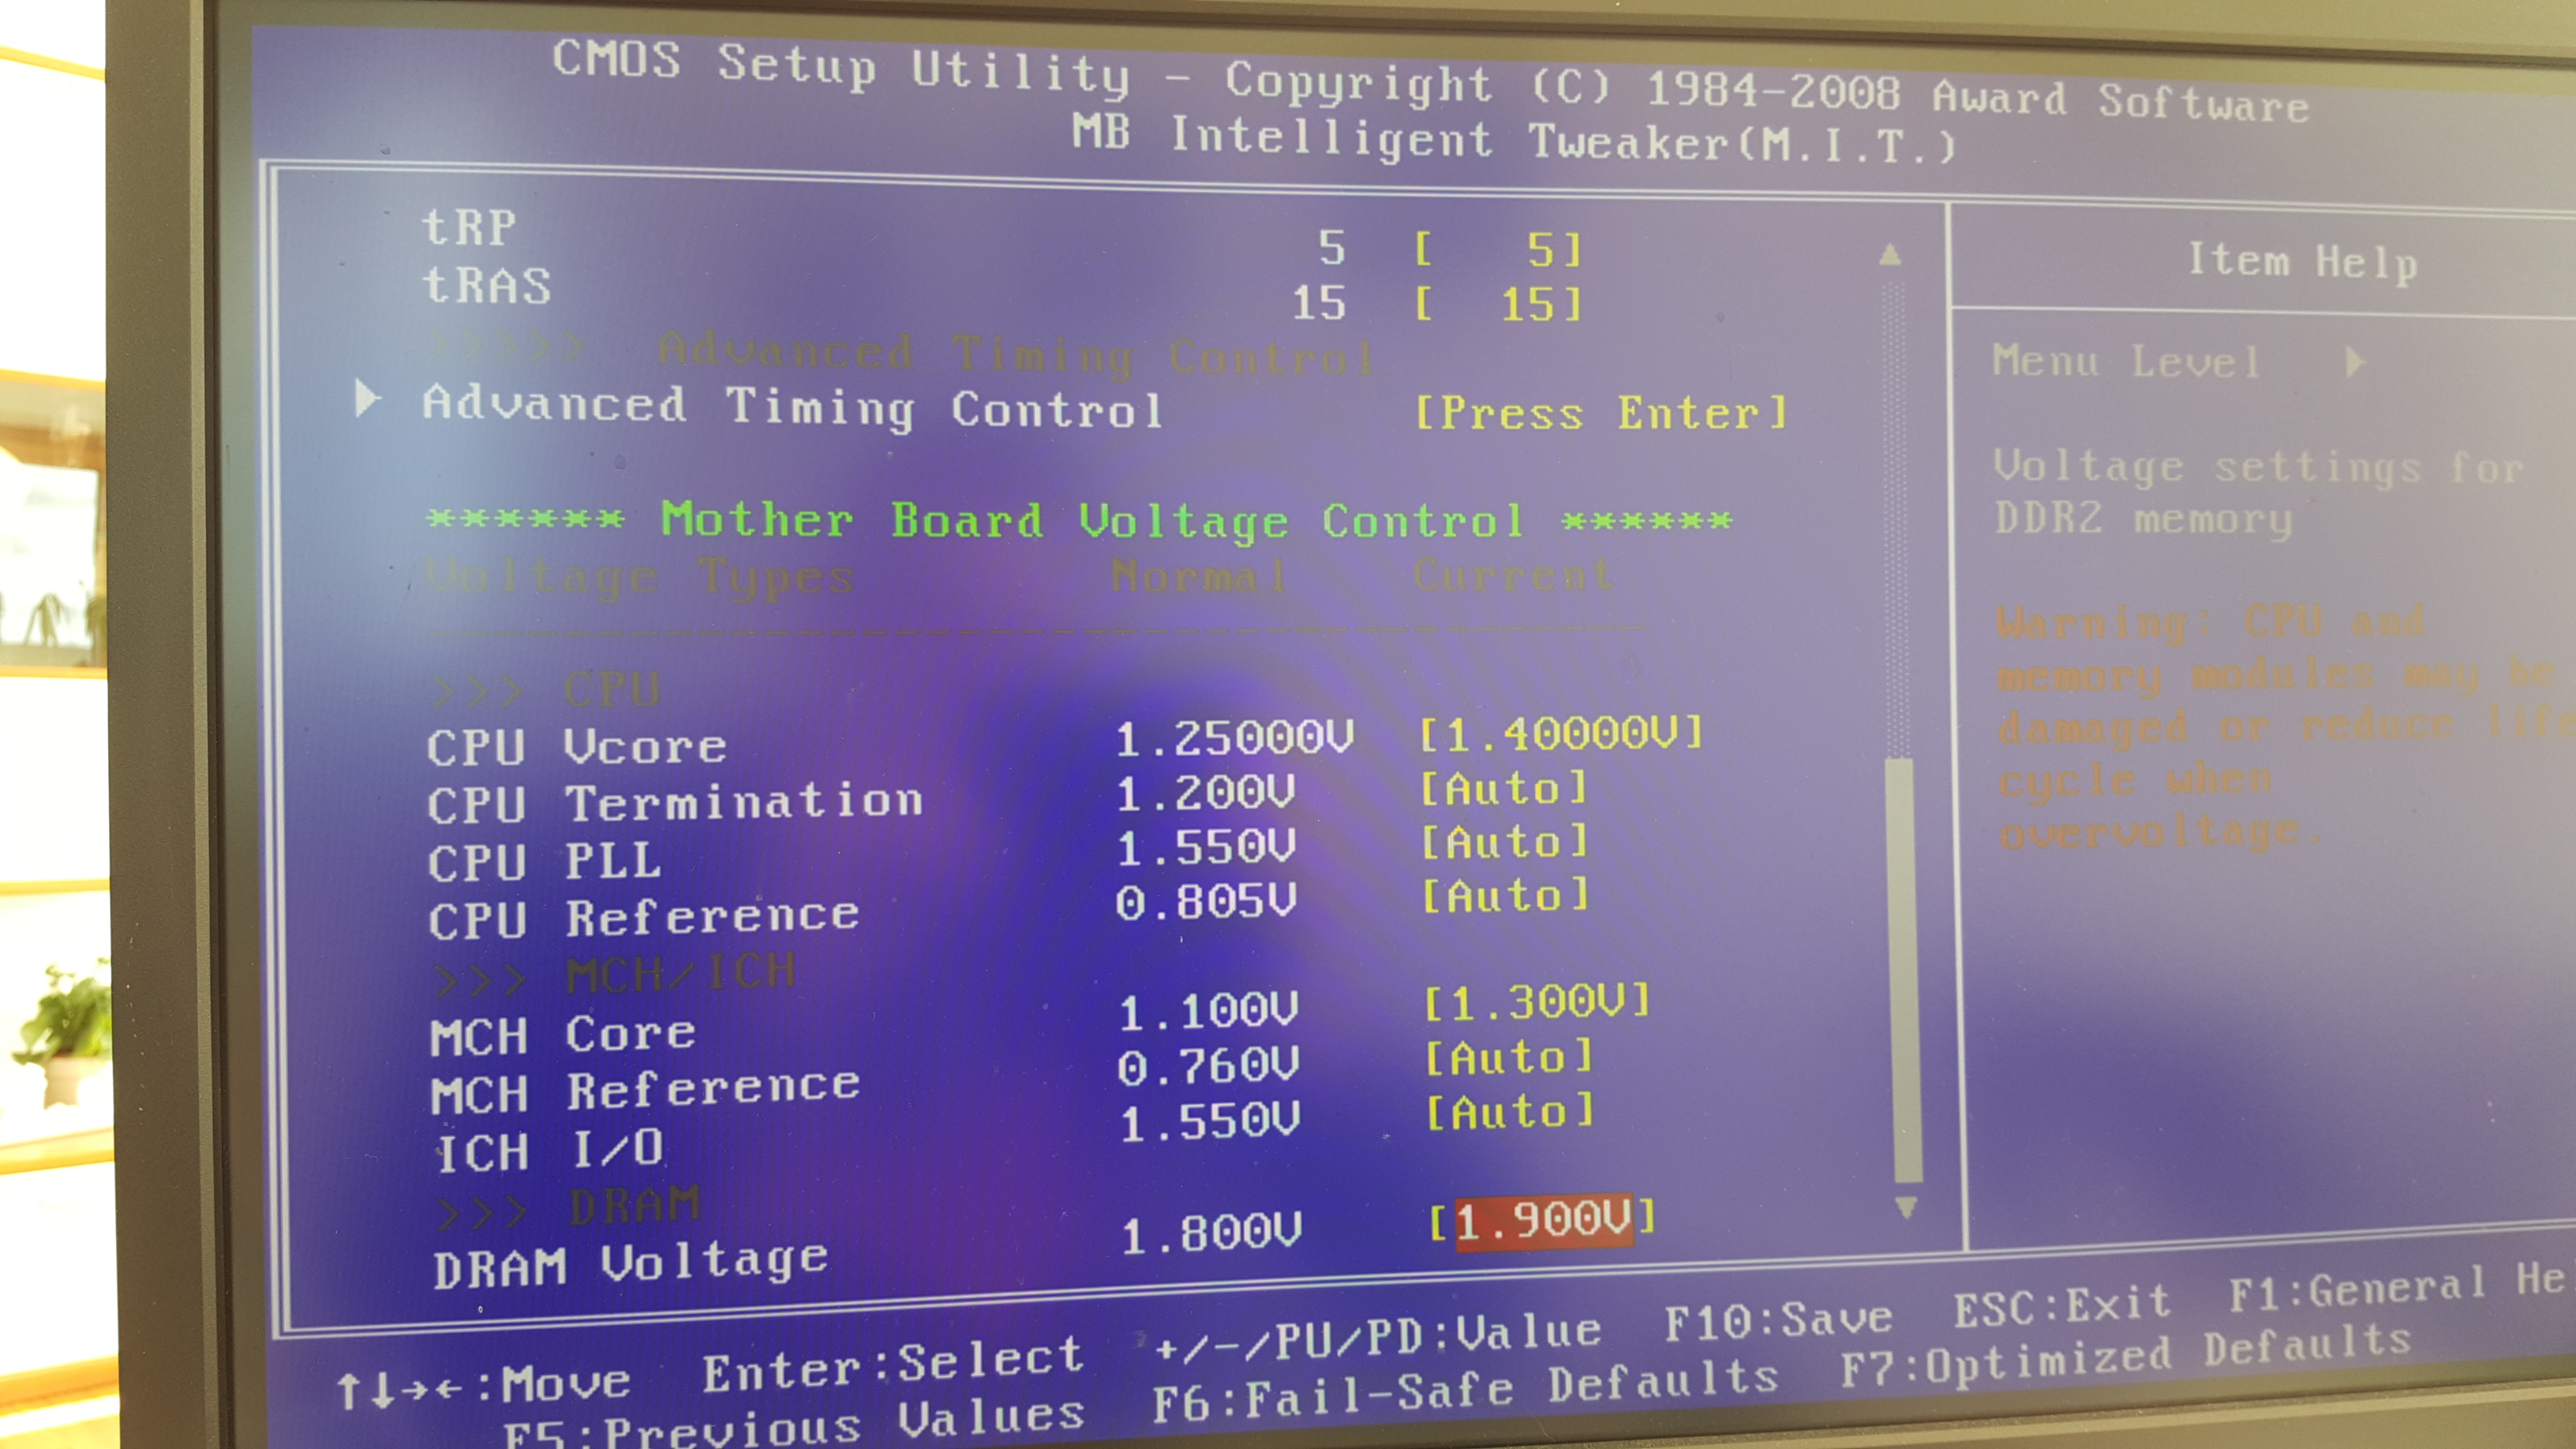 CMOS Setup Utility - Copyright (C) 1984-2008 Award Software
MB Intelligent Tweaker(M.I.T.)
tRP 5 [ 5]
tRAS 15 [ 15]
>>>>> Advanced Timing Control
▶ Advanced Timing Control [Press Enter]
****** Mother Board Voltage Control ******
Voltage Types Normal Current
>>> CPU
CPU Vcore 1.25000V [1.40000V]
CPU Termination 1.200V [Auto]
CPU PLL 1.550V [Auto]
CPU Reference 0.805V [Auto]
>>> MCH/ICH
MCH Core 1.100V [1.300V]
MCH Reference 0.760V [Auto]
ICH I/O 1.550V [Auto]
>>> DRAM
DRAM Voltage 1.800V [1.900V]
Item Help
Menu Level ▶
Voltage settings for
DDR2 memory
Warning: CPU and
memory modules may be
damaged or reduce life
cycle when
overvoltage.
↑↓→←:Move Enter:Select +/-/PU/PD:Value F10:Save ESC:Exit F1:General He
F5:Previous Values F6:Fail-Safe Defaults F7:Optimized Defaults